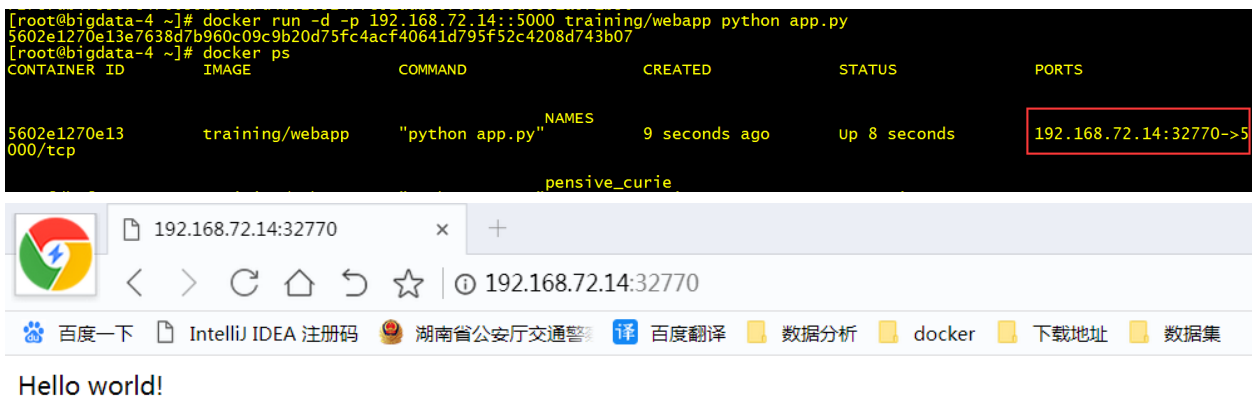 [root@bigdata-4 ~]# docker run -d -p 192.168.72.14::5000 training/webapp python app.py
5602e1270e13e7638d7b960c09c9b20d75fc4acf40641d795f52c4208d743b07
[root@bigdata-4 ~]# docker ps
CONTAINER ID IMAGE COMMAND CREATED STATUS PORTS
NAMES
5602e1270e13 training/webapp "python app.py" 9 seconds ago Up 8 seconds 192.168.72.14:32770->5
000/tcp
pensive_curie
192.168.72.14:32770
192.168.72.14:32770
百度一下 IntelliJ IDEA 注册码 湖南省公安厅交通警 译 百度翻译 数据分析 docker 下载地址 数据集
Hello world!